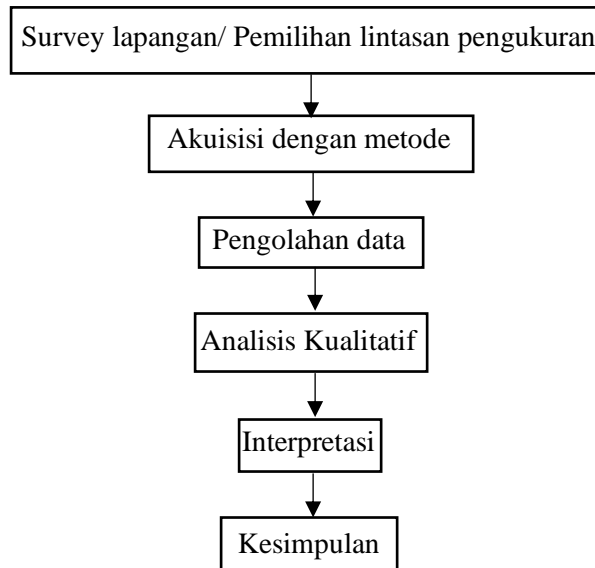 Survey lapangan/ Pemilihan lintasan pengukuran
Akuisisi dengan metode
Pengolahan data
Analisis Kualitatif
Interpretasi
Kesimpulan